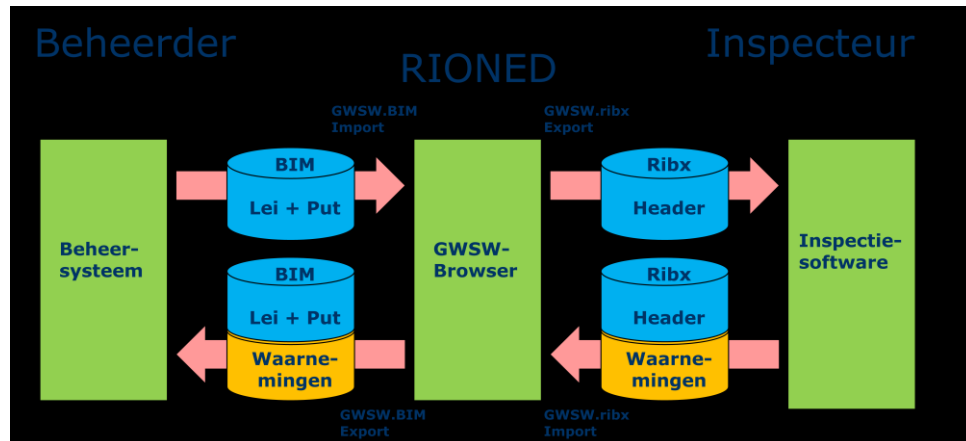 Beheerder
RIONED
Inspecteur
GWSW.BIM
Import
GWSW.ribx
Export
BIM
Lei + Put
Ribx
Header
Beheer-
systeem
GWSW-
Browser
Inspectie-
software
BIM
Lei + Put
Waarne-
mingen
Ribx
Header
Waarne-
mingen
GWSW.BIM
Export
GWSW.ribx
Import